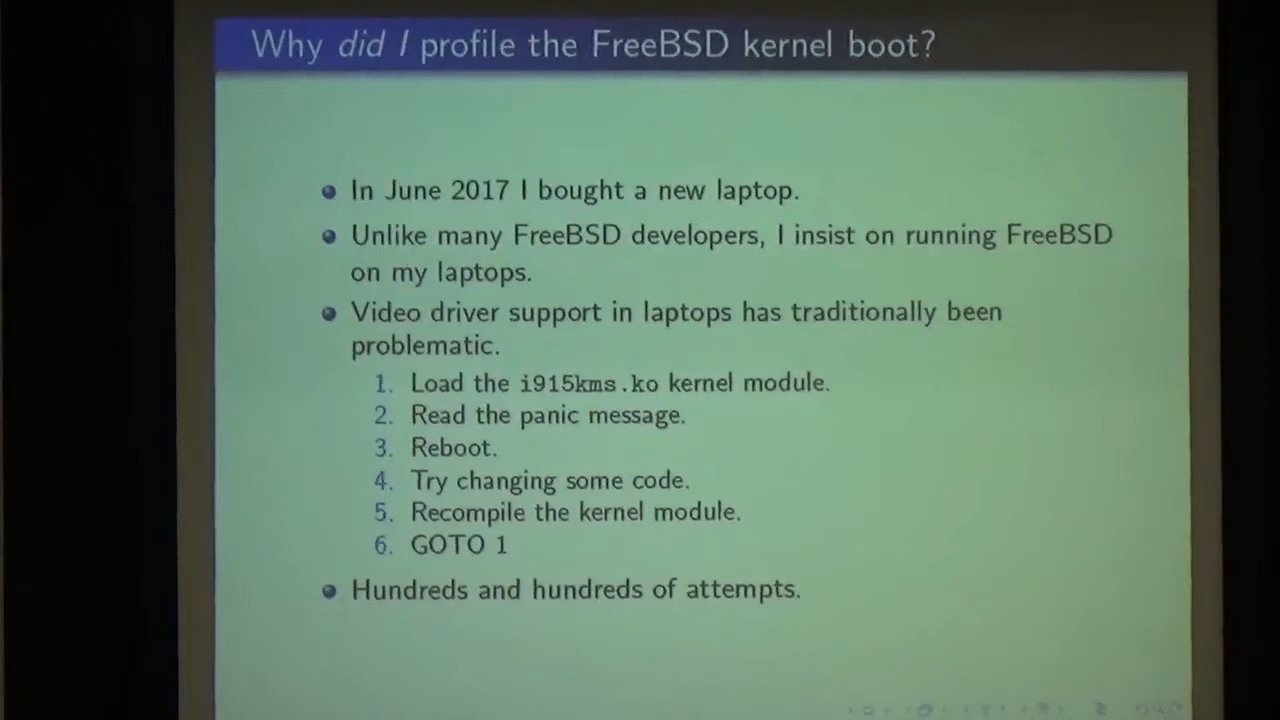 Why did I profile the FreeBSD kernel boot?
In June 2017 I bought a new laptop.
Unlike many FreeBSD developers, I insist on running FreeBSD
on my laptops.
Video driver support in laptops has traditionally been
problematic.
1. Load the i915kms.ko kernel module.
2. Read the panic message.
3. Reboot.
4. Try changing some code.
5. Recompile the kernel module.
6. GOTO 1
Hundreds and hundreds of attempts.